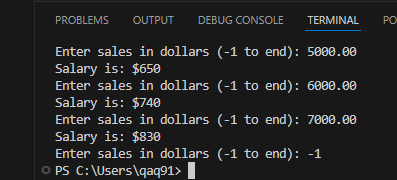 PROBLEMS OUTPUT DEBUG CONSOLE TERMINAL PO
Enter sales in dollars (-1 to end): 5000.00
Salary is: $650
Enter sales in dollars (-1 to end): 6000.00
Salary is: $740
Enter sales in dollars (-1 to end): 7000.00
Salary is: $830
Enter sales in dollars (-1 to end): -1
PS C:\Users\qaq91>